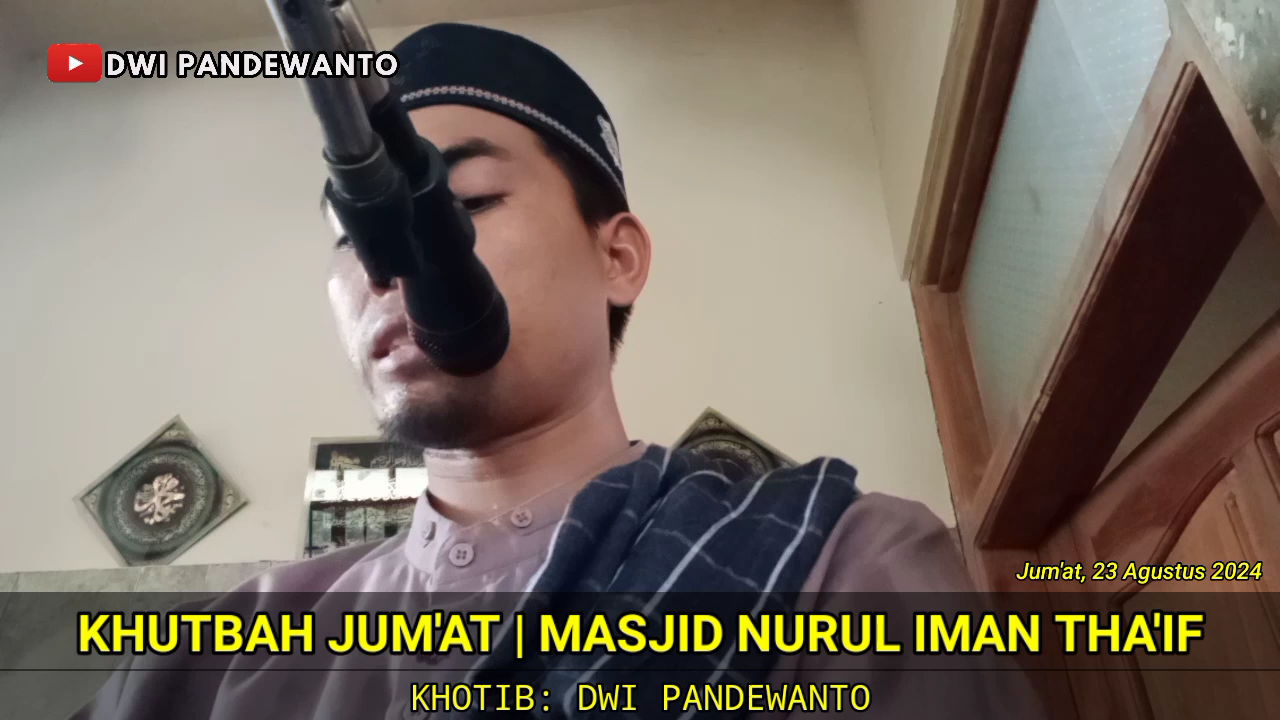 DWI PANDEWANTO
Jum'at, 23 Agustus 2024
KHUTBAH JUM'AT | MASJID NURUL IMAN THA'IF
KHOTIB: DWI PANDEWANTO